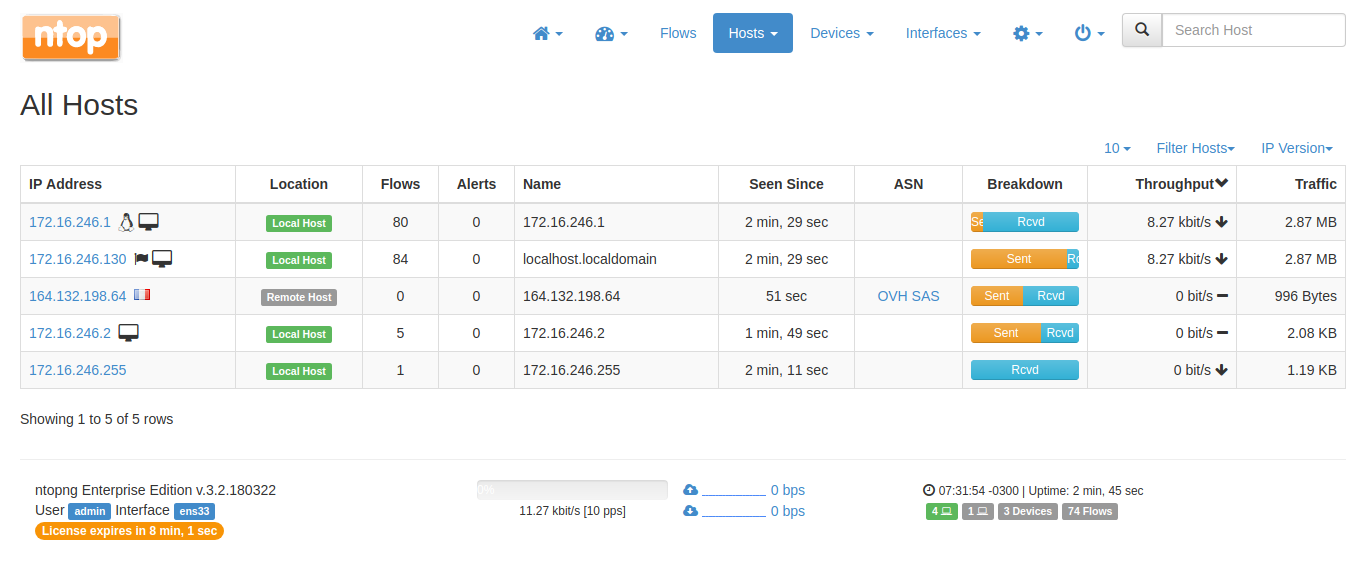 ntop
Flows Hosts Devices Interfaces Search Host
All Hosts
10 Filter Hosts IP Version
IP Address Location Flows Alerts Name Seen Since ASN Breakdown Throughput Traffic
172.16.246.1 Local Host 80 0 172.16.246.1 2 min, 29 sec Se Rcvd 8.27 kbit/s 2.87 MB
172.16.246.130 Local Host 84 0 localhost.localdomain 2 min, 29 sec Sent Rc 8.27 kbit/s 2.87 MB
164.132.198.64 Remote Host 0 0 164.132.198.64 51 sec OVH SAS Sent Rcvd 0 bit/s 996 Bytes
172.16.246.2 Local Host 5 0 172.16.246.2 1 min, 49 sec Sent Rcvd 0 bit/s 2.08 KB
172.16.246.255 Local Host 1 0 172.16.246.255 2 min, 11 sec Rcvd 0 bit/s 1.19 KB
Showing 1 to 5 of 5 rows
ntopng Enterprise Edition v.3.2.180322 0% 0 bps 07:31:54 -0300 | Uptime: 2 min, 45 sec
User admin Interface ens33 11.27 kbit/s [10 pps] 0 bps 4 1 3 Devices 74 Flows
License expires in 8 min, 1 sec